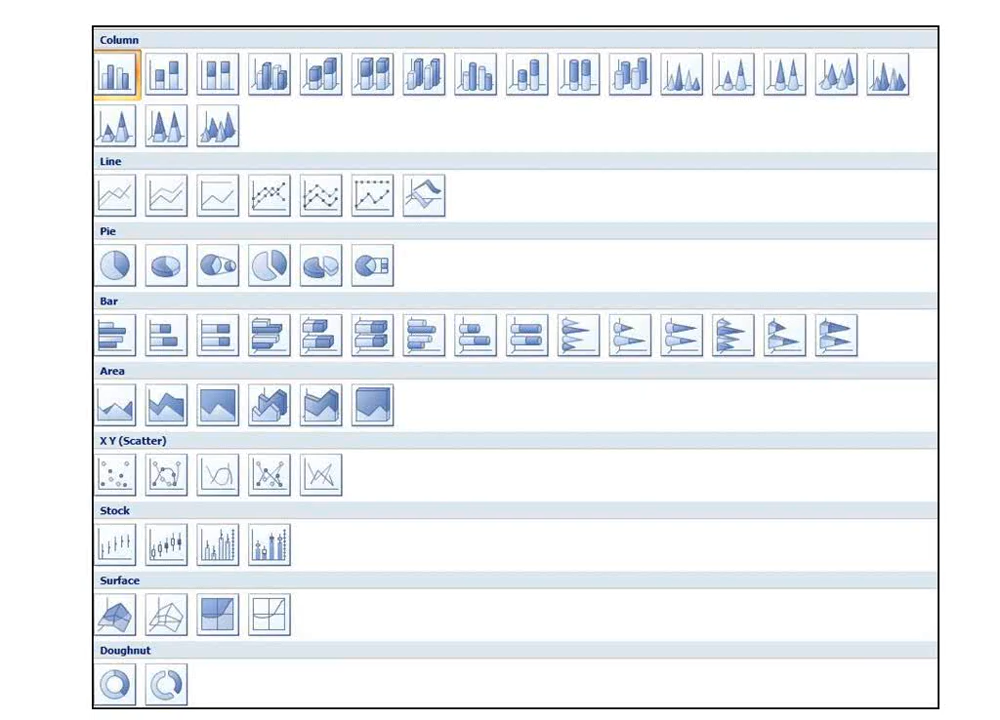 Column
Line
Pie
Bar
Area
X Y (Scatter)
Stock
Surface
Doughnut